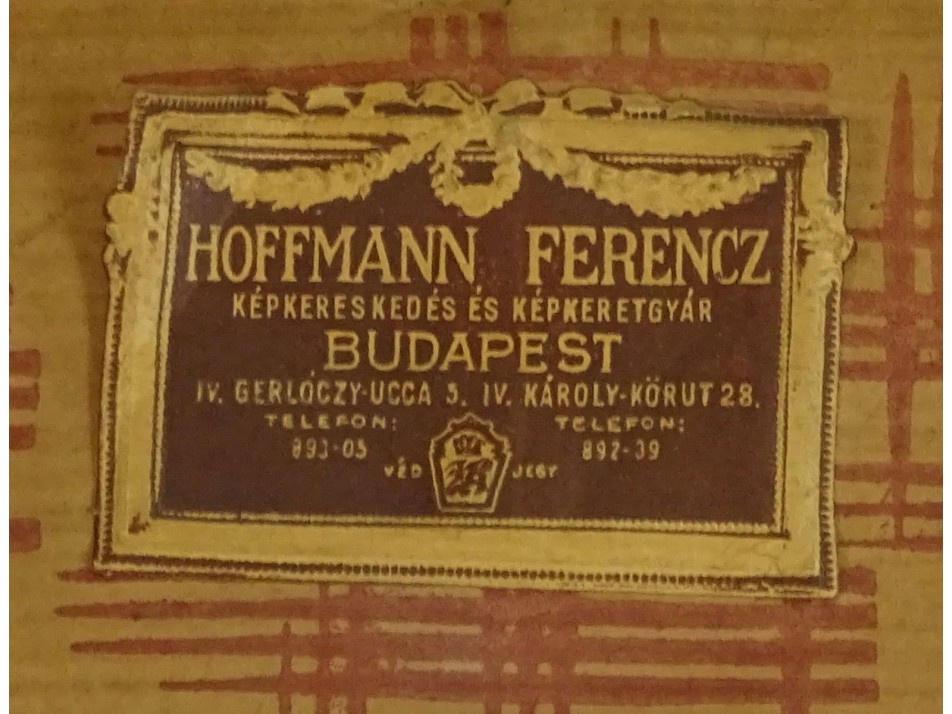 HOFFMANN FERENCZ
KÉPKERESKEDÉS ÉS KÉPKERETGYÁR
BUDAPEST
IV. GERLÓCZY-UCCA 5. IV. KÁROLY-KÖRUT 28.
TELEFON: TELEFON:
893-05 892-39
VÉD JEGY